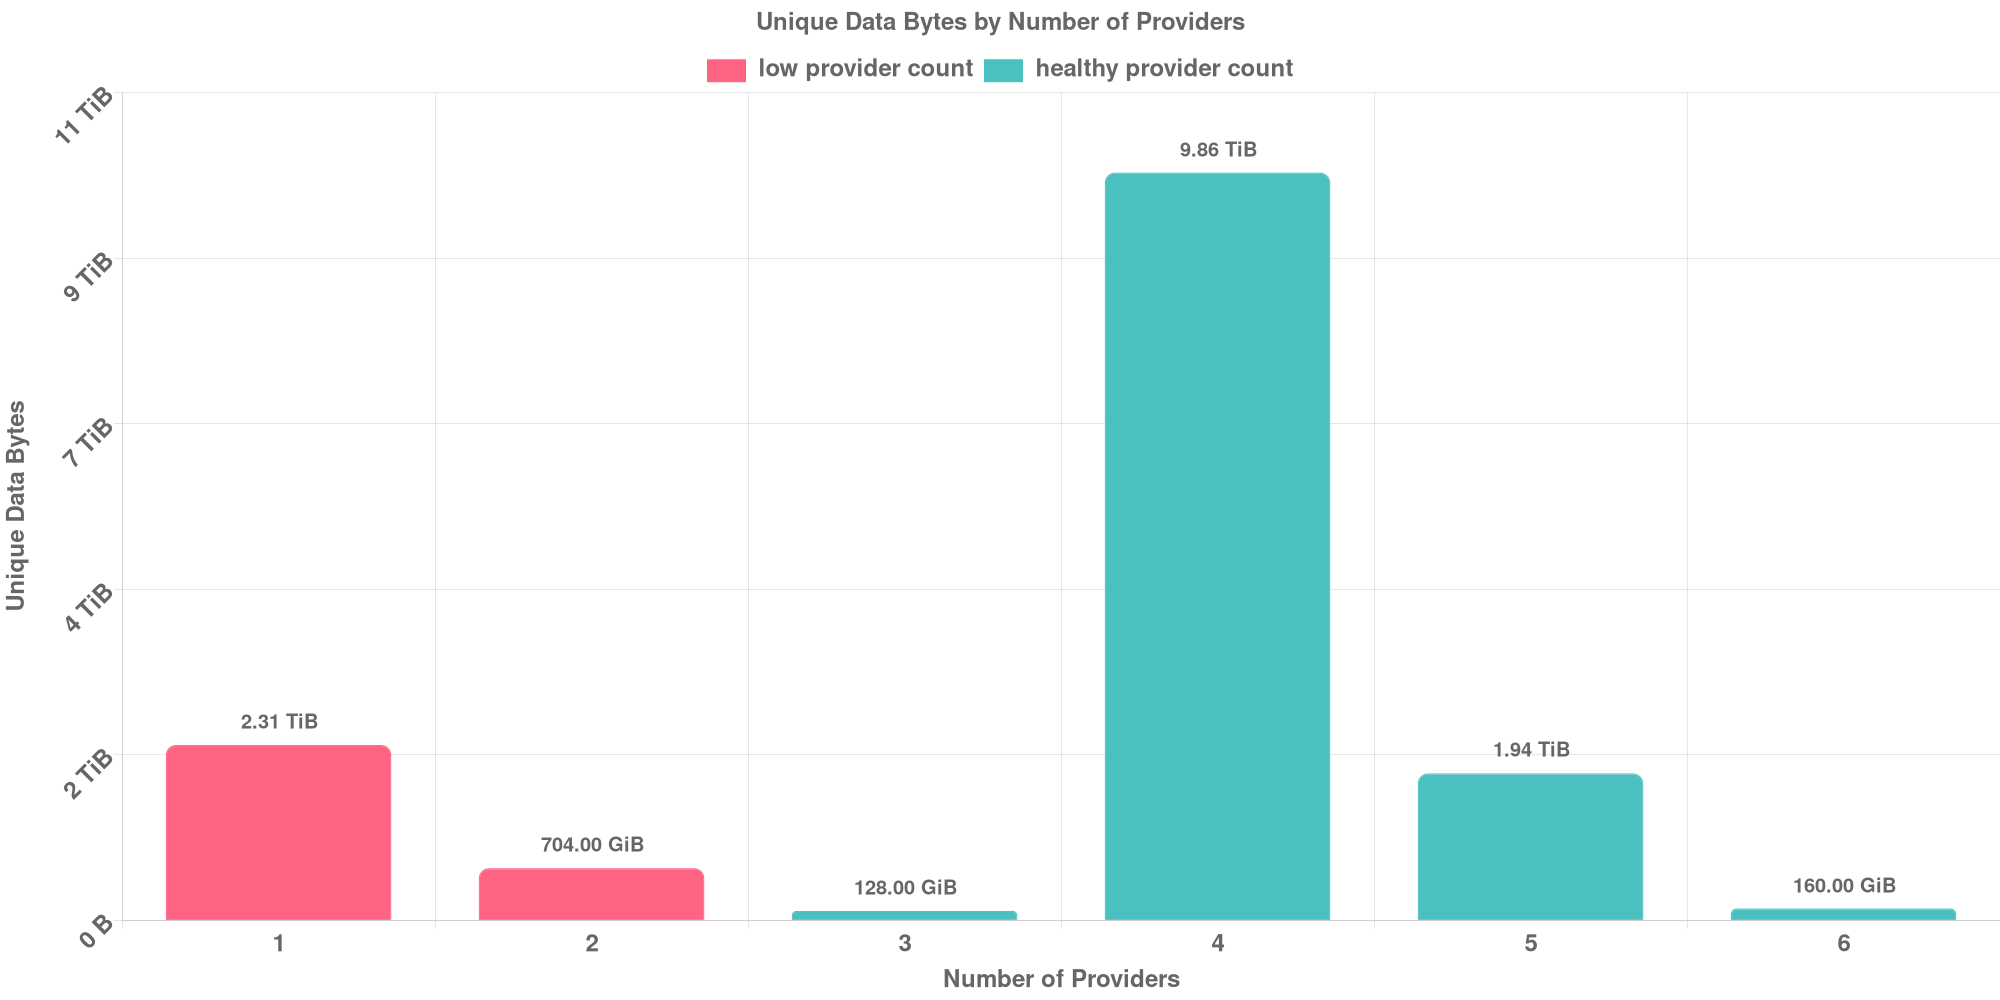 Unique Data Bytes by Number of Providers
low provider count healthy provider count
Unique Data Bytes
11 TiB
9 TiB
7 TiB
4 TiB
2 TiB
0 B
2.31 TiB
704.00 GiB
128.00 GiB
9.86 TiB
1.94 TiB
160.00 GiB
1 2 3 4 5 6
Number of Providers